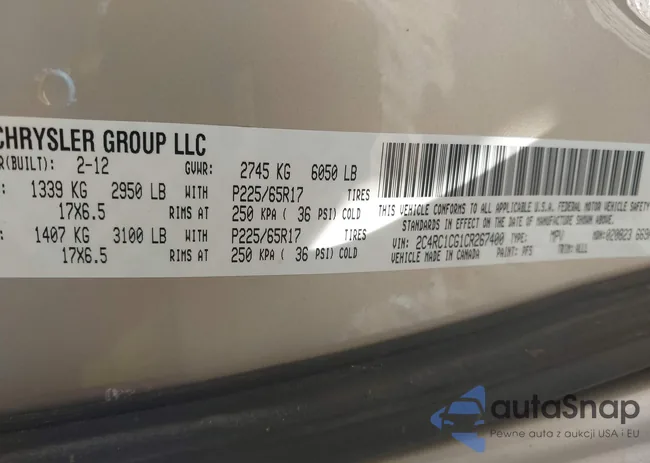 CHRYSLER GROUP LLC
R(BUILT): 2-12 GVWR: 2745 KG 6050 LB
1339 KG 2950 LB WITH P225/65R17 TIRES
17X6.5 RIMS AT 250 KPA ( 36 PSI) COLD
1407 KG 3100 LB WITH P225/65R17 TIRES
17X6.5 RIMS AT 250 KPA ( 36 PSI) COLD
THIS VEHICLE CONFORMS TO ALL APPLICABLE U.S.A. FEDERAL MOTOR VEHICLE SAFETY
STANDARDS IN EFFECT ON THE DATE OF MANUFACTURE SHOWN ABOVE.
VIN: 2C4RC1CG1CR267400 TYPE: MPV MDH: 020823
VEHICLE MADE IN CANADA PAINT: PFS TRIM:
autaSnap
Pewne auta z aukcji USA i EU